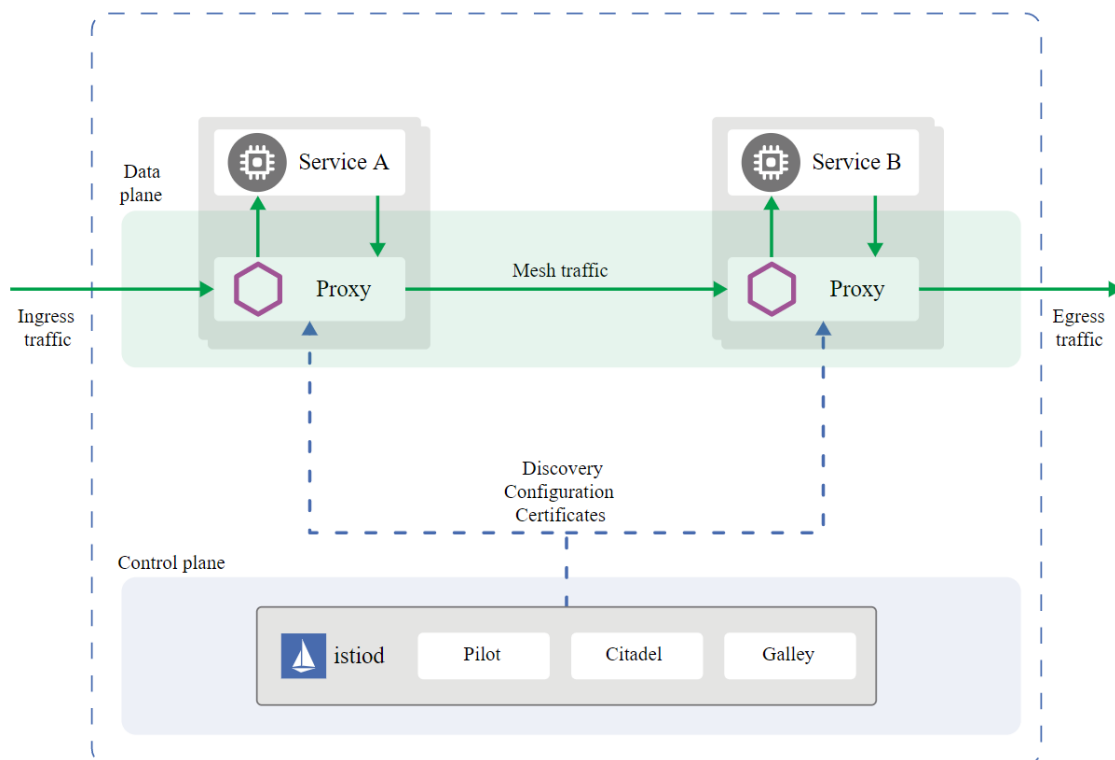 Service A
Service B
Data
plane
Mesh traffic
Proxy
Proxy
Ingress
traffic
Egress
traffic
Discovery
Configuration
Certificates
Control plane
istiod
Pilot
Citadel
Galley